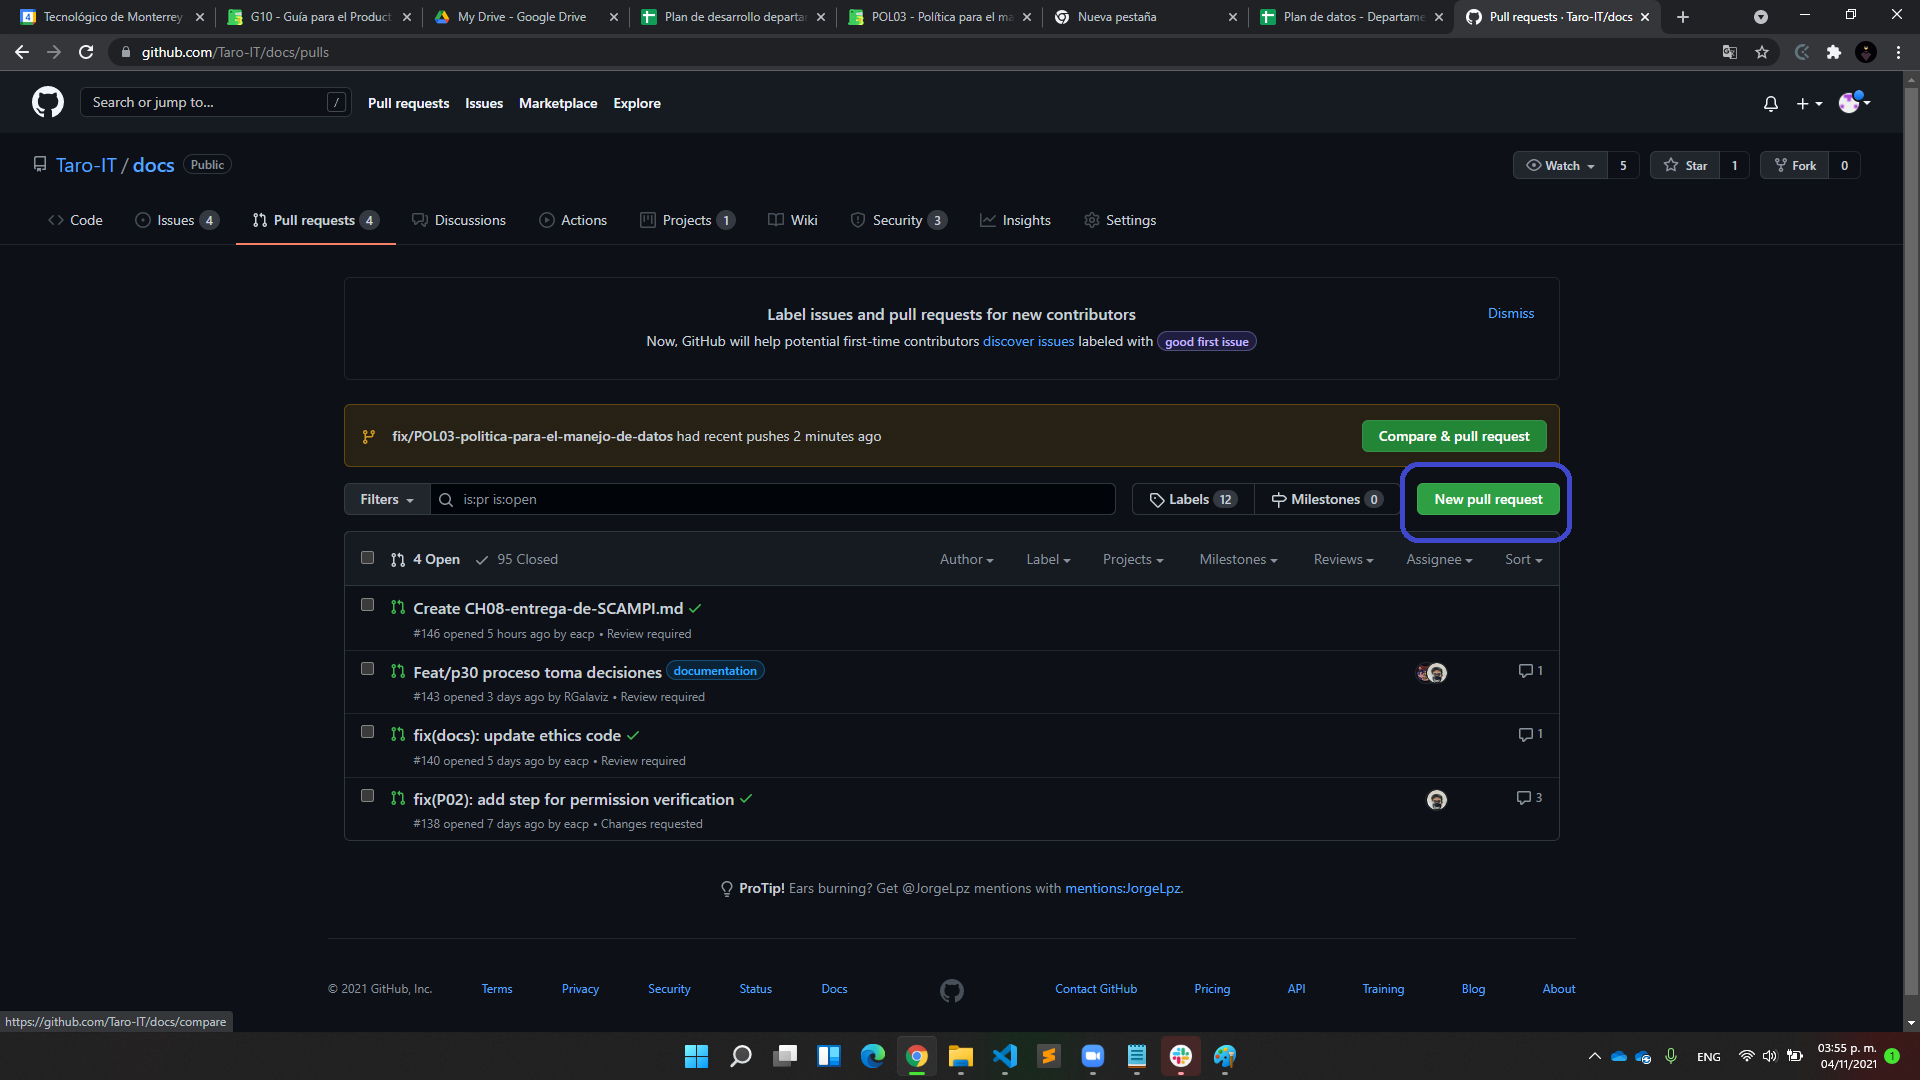 Tecnológico de Monterrey
G10 - Guía para el Product
My Drive - Google Drive
Plan de desarrollo departa
POL03 - Política para el ma
Nueva pestaña
Plan de datos - Departame
Pull requests · Taro-IT/docs
github.com/Taro-IT/docs/pulls
Search or jump to...
/
Pull requests
Issues
Marketplace
Explore
Taro-IT / docs
Public
Watch
5
Star
1
Fork
0
Code
Issues 4
Pull requests 4
Discussions
Actions
Projects 1
Wiki
Security 3
Insights
Settings
Label issues and pull requests for new contributors
Dismiss
Now, GitHub will help potential first-time contributors discover issues labeled with good first issue
fix/POL03-politica-para-el-manejo-de-datos had recent pushes 2 minutes ago
Compare & pull request
Filters
is:pr is:open
Labels 12
Milestones 0
New pull request
4 Open
95 Closed
Author
Label
Projects
Milestones
Reviews
Assignee
Sort
Create CH08-entrega-de-SCAMPI.md
#146 opened 5 hours ago by eacp • Review required
Feat/p30 proceso toma decisiones documentation
1
#143 opened 3 days ago by RGalaviz • Review required
fix(docs): update ethics code
1
#140 opened 5 days ago by eacp • Review required
fix(P02): add step for permission verification
3
#138 opened 7 days ago by eacp • Changes requested
ProTip! Ears burning? Get @JorgeLpz mentions with mentions:JorgeLpz.
© 2021 GitHub, Inc.
Terms
Privacy
Security
Status
Docs
Contact GitHub
Pricing
API
Training
Blog
About
https://github.com/Taro-IT/docs/compare
ENG
03:55 p. m.
04/11/2021
1